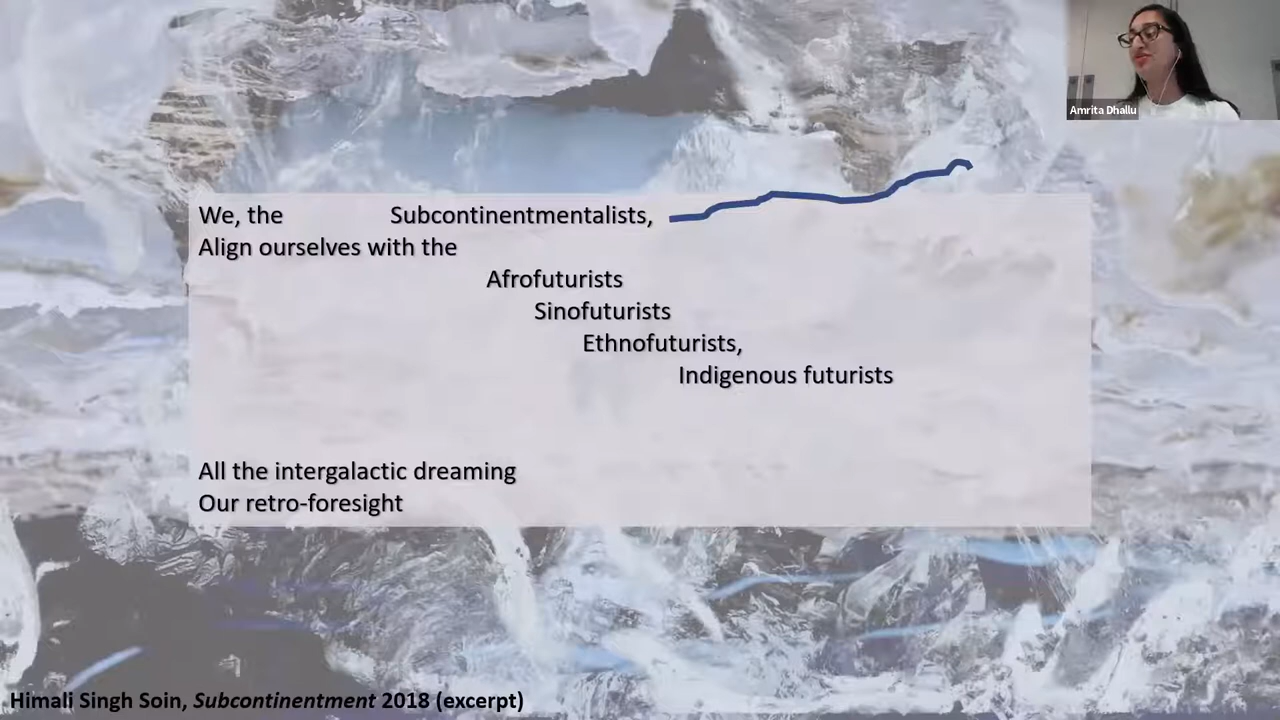 Amrita Dhallu
We, the Subcontinentmentalists,
Align ourselves with the
Afrofuturists
Sinofuturists
Ethnofuturists,
Indigenous futurists
All the intergalactic dreaming
Our retro-foresight
Himali Singh Soin, Subcontinentment 2018 (excerpt)